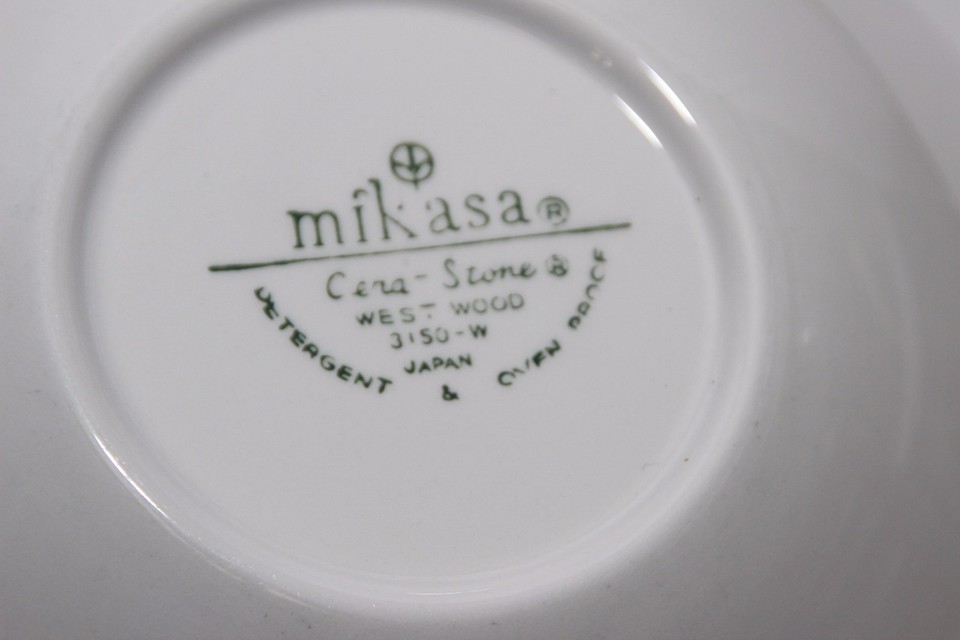 mikasa ®
Cera-Stone ®
WEST WOOD
3150-W
JAPAN
DETERGENT & OVEN PROOF